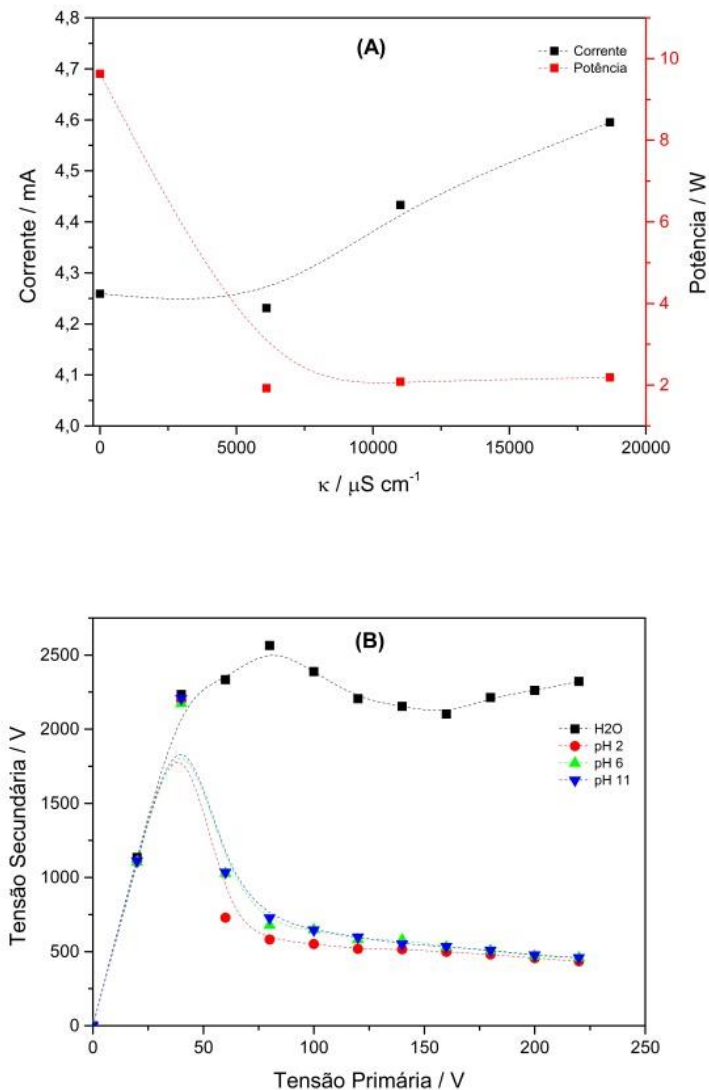 (A)
Corrente
Potência
4,8
4,7
4,6
4,5
4,4
4,3
4,2
4,1
4,0
Corrente / mA
10
8
6
4
2
Potência / W
0 5000 10000 15000 20000
κ / μS cm⁻¹
(B)
2500
2000
1500
1000
500
0
Tensão Secundária / V
H2O
pH 2
pH 6
pH 11
0 50 100 150 200 250
Tensão Primária / V